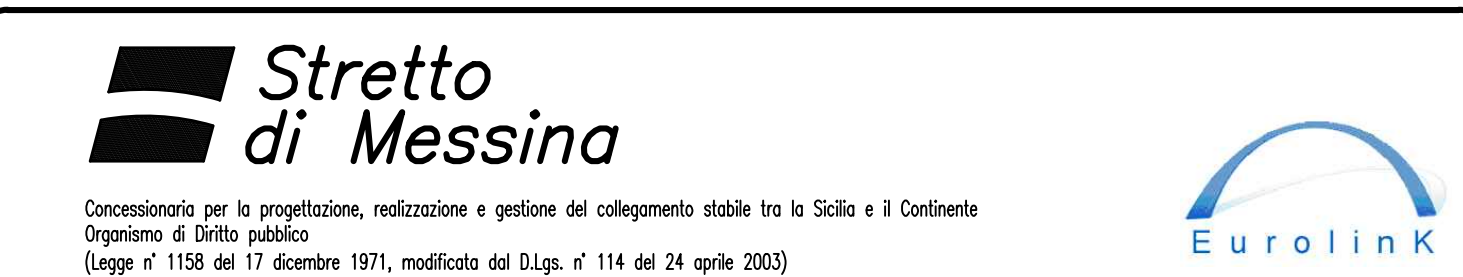 Stretto
di Messina
Concessionaria per la progettazione, realizzazione e gestione del collegamento stabile tra la Sicilia e il Continente
Organismo di Diritto pubblico
(Legge n° 1158 del 17 dicembre 1971, modificata dal D.Lgs. n° 114 del 24 aprile 2003)
EurolinK